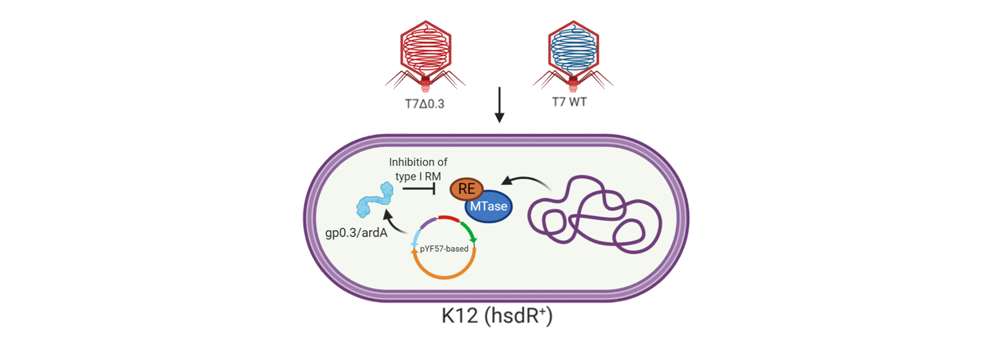 T7Δ0.3
T7 WT
Inhibition of
type I RM
RE
MTase
gp0.3/ardA
pYF57-based
K12 (hsdR⁺)